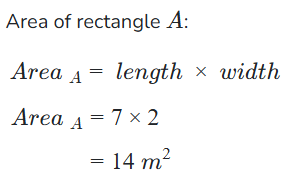 Area of rectangle A:
Area A = length × width
Area A = 7 × 2
= 14 m²